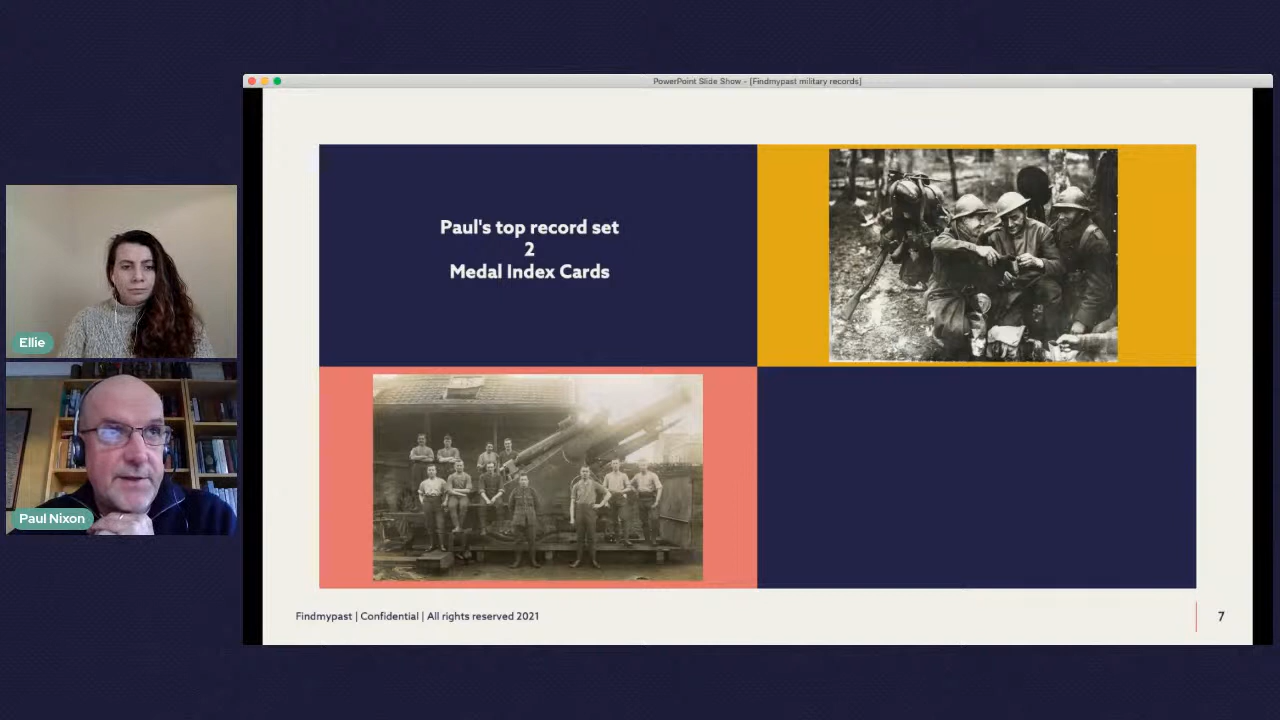 PowerPoint Slide Show - [Findmypast military records]
Paul's top record set
2
Medal Index Cards
Ellie
Paul Nixon
Findmypast | Confidential | All rights reserved 2021
7